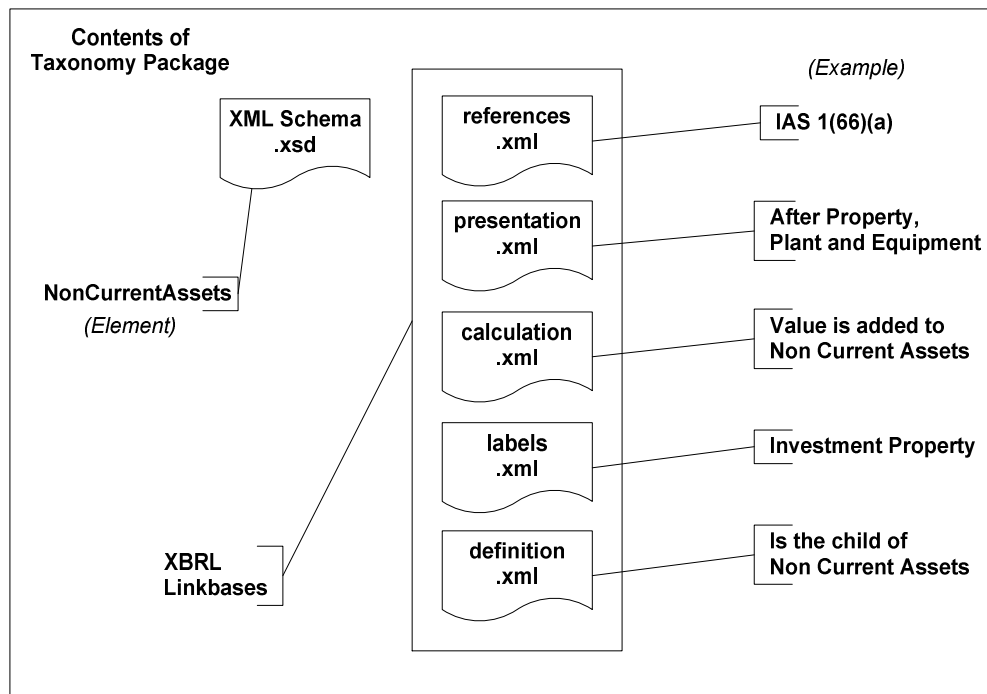 Contents of
Taxonomy Package
(Example)
XML Schema
.xsd
NonCurrentAssets
(Element)
XBRL
Linkbases
references
.xml
IAS 1(66)(a)
presentation
.xml
After Property,
Plant and Equipment
calculation
.xml
Value is added to
Non Current Assets
labels
.xml
Investment Property
definition
.xml
Is the child of
Non Current Assets